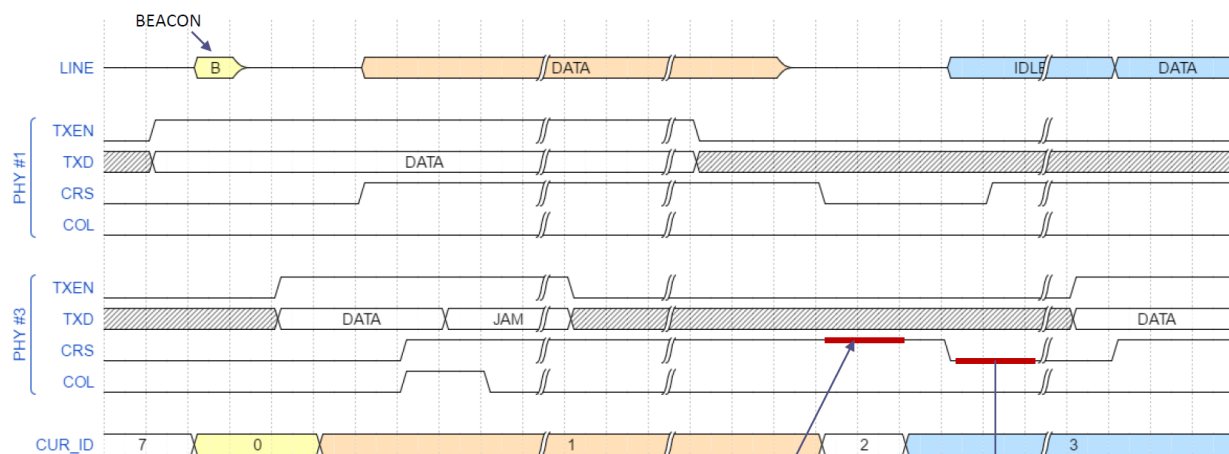 BEACON
LINE B DATA IDLE DATA
PHY #1
TXEN
TXD DATA
CRS
COL
PHY #3
TXEN
TXD DATA JAM DATA
CRS
COL
CUR_ID 7 0 1 2 3